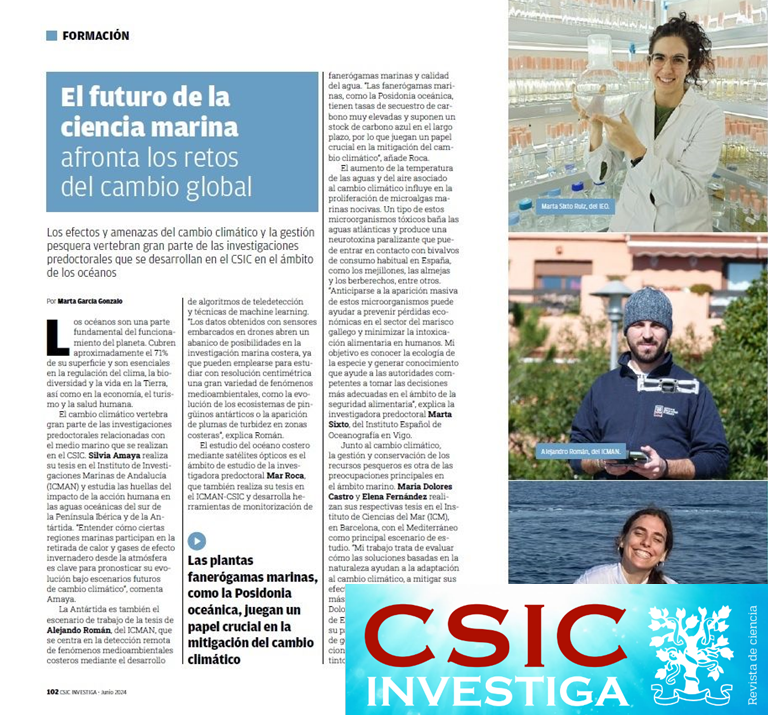 FORMACIÓN
El futuro de la
ciencia marina
afronta los retos
del cambio global
Los efectos y amenazas del cambio climático y la gestión
pesquera vertebran gran parte de las investigaciones
predoctorales que se desarrollan en el CSIC en el ámbito
de los océanos
Por Marta García Gonzalo
Los océanos son una parte
fundamental del funciona-
miento del planeta. Cubren
aproximadamente el 71%
de su superficie y son esenciales
en la regulación del clima, la bio-
diversidad y la vida en la Tierra,
así como en la economía, el turis-
mo y la salud humana.
El cambio climático vertebra
gran parte de las investigaciones
predoctorales relacionadas con
el medio marino que se realizan
en el CSIC. Silvia Amaya realiza
su tesis en el Instituto de Investi-
gaciones Marinas de Andalucía
(ICMAN) y estudia las huellas del
impacto de la acción humana en
las aguas oceánicas del sur de
la Península Ibérica y de la An-
tártida. "Entender cómo ciertas
regiones marinas participan en la
retirada de calor y gases de efecto
invernadero desde la atmósfera
es clave para pronosticar su evo-
lución bajo escenarios futuros
de cambio climático", comenta
Amaya.
La Antártida es también el
escenario de trabajo de la tesis de
Alejando Román, del ICMAN, que
se centra en la detección remota
de fenómenos medioambientales
costeros mediante el desarrollo
de algoritmos de teledetección
y técnicas de machine learning.
"Los datos obtenidos con sensores
embarcados en drones abren un
abanico de posibilidades en la
investigación marina costera, ya
que pueden emplearse para estu-
diar con resolución centimétrica
una gran variedad de fenómenos
medioambientales, como la evo-
lución de los ecosistemas de pin-
güinos antárticos o la aparición
de plumas de turbidez en zonas
costeras", explica Román.
El estudio del océano costero
mediante satélites ópticos es el
ámbito de estudio de la inves-
tigadora predoctoral Mar Roca,
que también realiza su tesis en
el ICMAN-CSIC y desarrolla he-
rramientas de monitorización de
Las plantas
fanerógamas marinas,
como la Posidonia
oceánica, juegan un
papel crucial en la
mitigación del cambio
climático
fanerógamas marinas y calidad
del agua. "Las fanerógamas mari-
nas, como la Posidonia oceánica,
tienen tasas de secuestro de car-
bono muy elevadas y suponen un
stock de carbono azul en el largo
plazo, por lo que juegan un papel
crucial en la mitigación del cam-
bio climático", añade Roca.
El aumento de la temperatura
de las aguas y del aire asociado
al cambio climático influye en la
proliferación de microalgas ma-
rinas nocivas. Un tipo de estos
microorganismos tóxicos baña las
aguas atlánticas y produce una
neurotoxina paralizante que pue-
de entrar en contacto con bivalvos
de consumo habitual en España,
como los mejillones, las almejas
y los berberechos, entre otros.
"Anticiparse a la aparición masiva
de estos microorganismos puede
ayudar a prevenir pérdidas eco-
nómicas en el sector del marisco
gallego y minimizar la intoxica-
ción alimentaria en humanos. Mi
objetivo es conocer la ecología de
la especie y generar conocimiento
que ayude a las autoridades com-
petentes a tomar las decisiones
más adecuadas en el ámbito de la
seguridad alimentaria", explica la
investigadora predoctoral Marta
Sixto, del Instituto Español de
Oceanografía en Vigo.
Junto al cambio climático,
la gestión y conservación de los
recursos pesqueros es otra de las
preocupaciones principales en
el ámbito marino. Maria Dolores
Castro y Elena Fernández reali-
zan sus respectivas tesis en el Ins-
tituto de Ciencias del Mar (ICM),
en Barcelona, con el Mediterráneo
como principal escenario de es-
tudio. "Mi trabajo trata de evaluar
cómo las soluciones basadas en la
naturaleza ayudan a la adaptación
al cambio climático, a mitigar sus
Marta Sixto Ruiz, del IEO.
Alejandro Román, del ICMAN.
CSIC
INVESTIGA
Revista de ciencia
102 CSIC INVESTIGA - Junio 2024